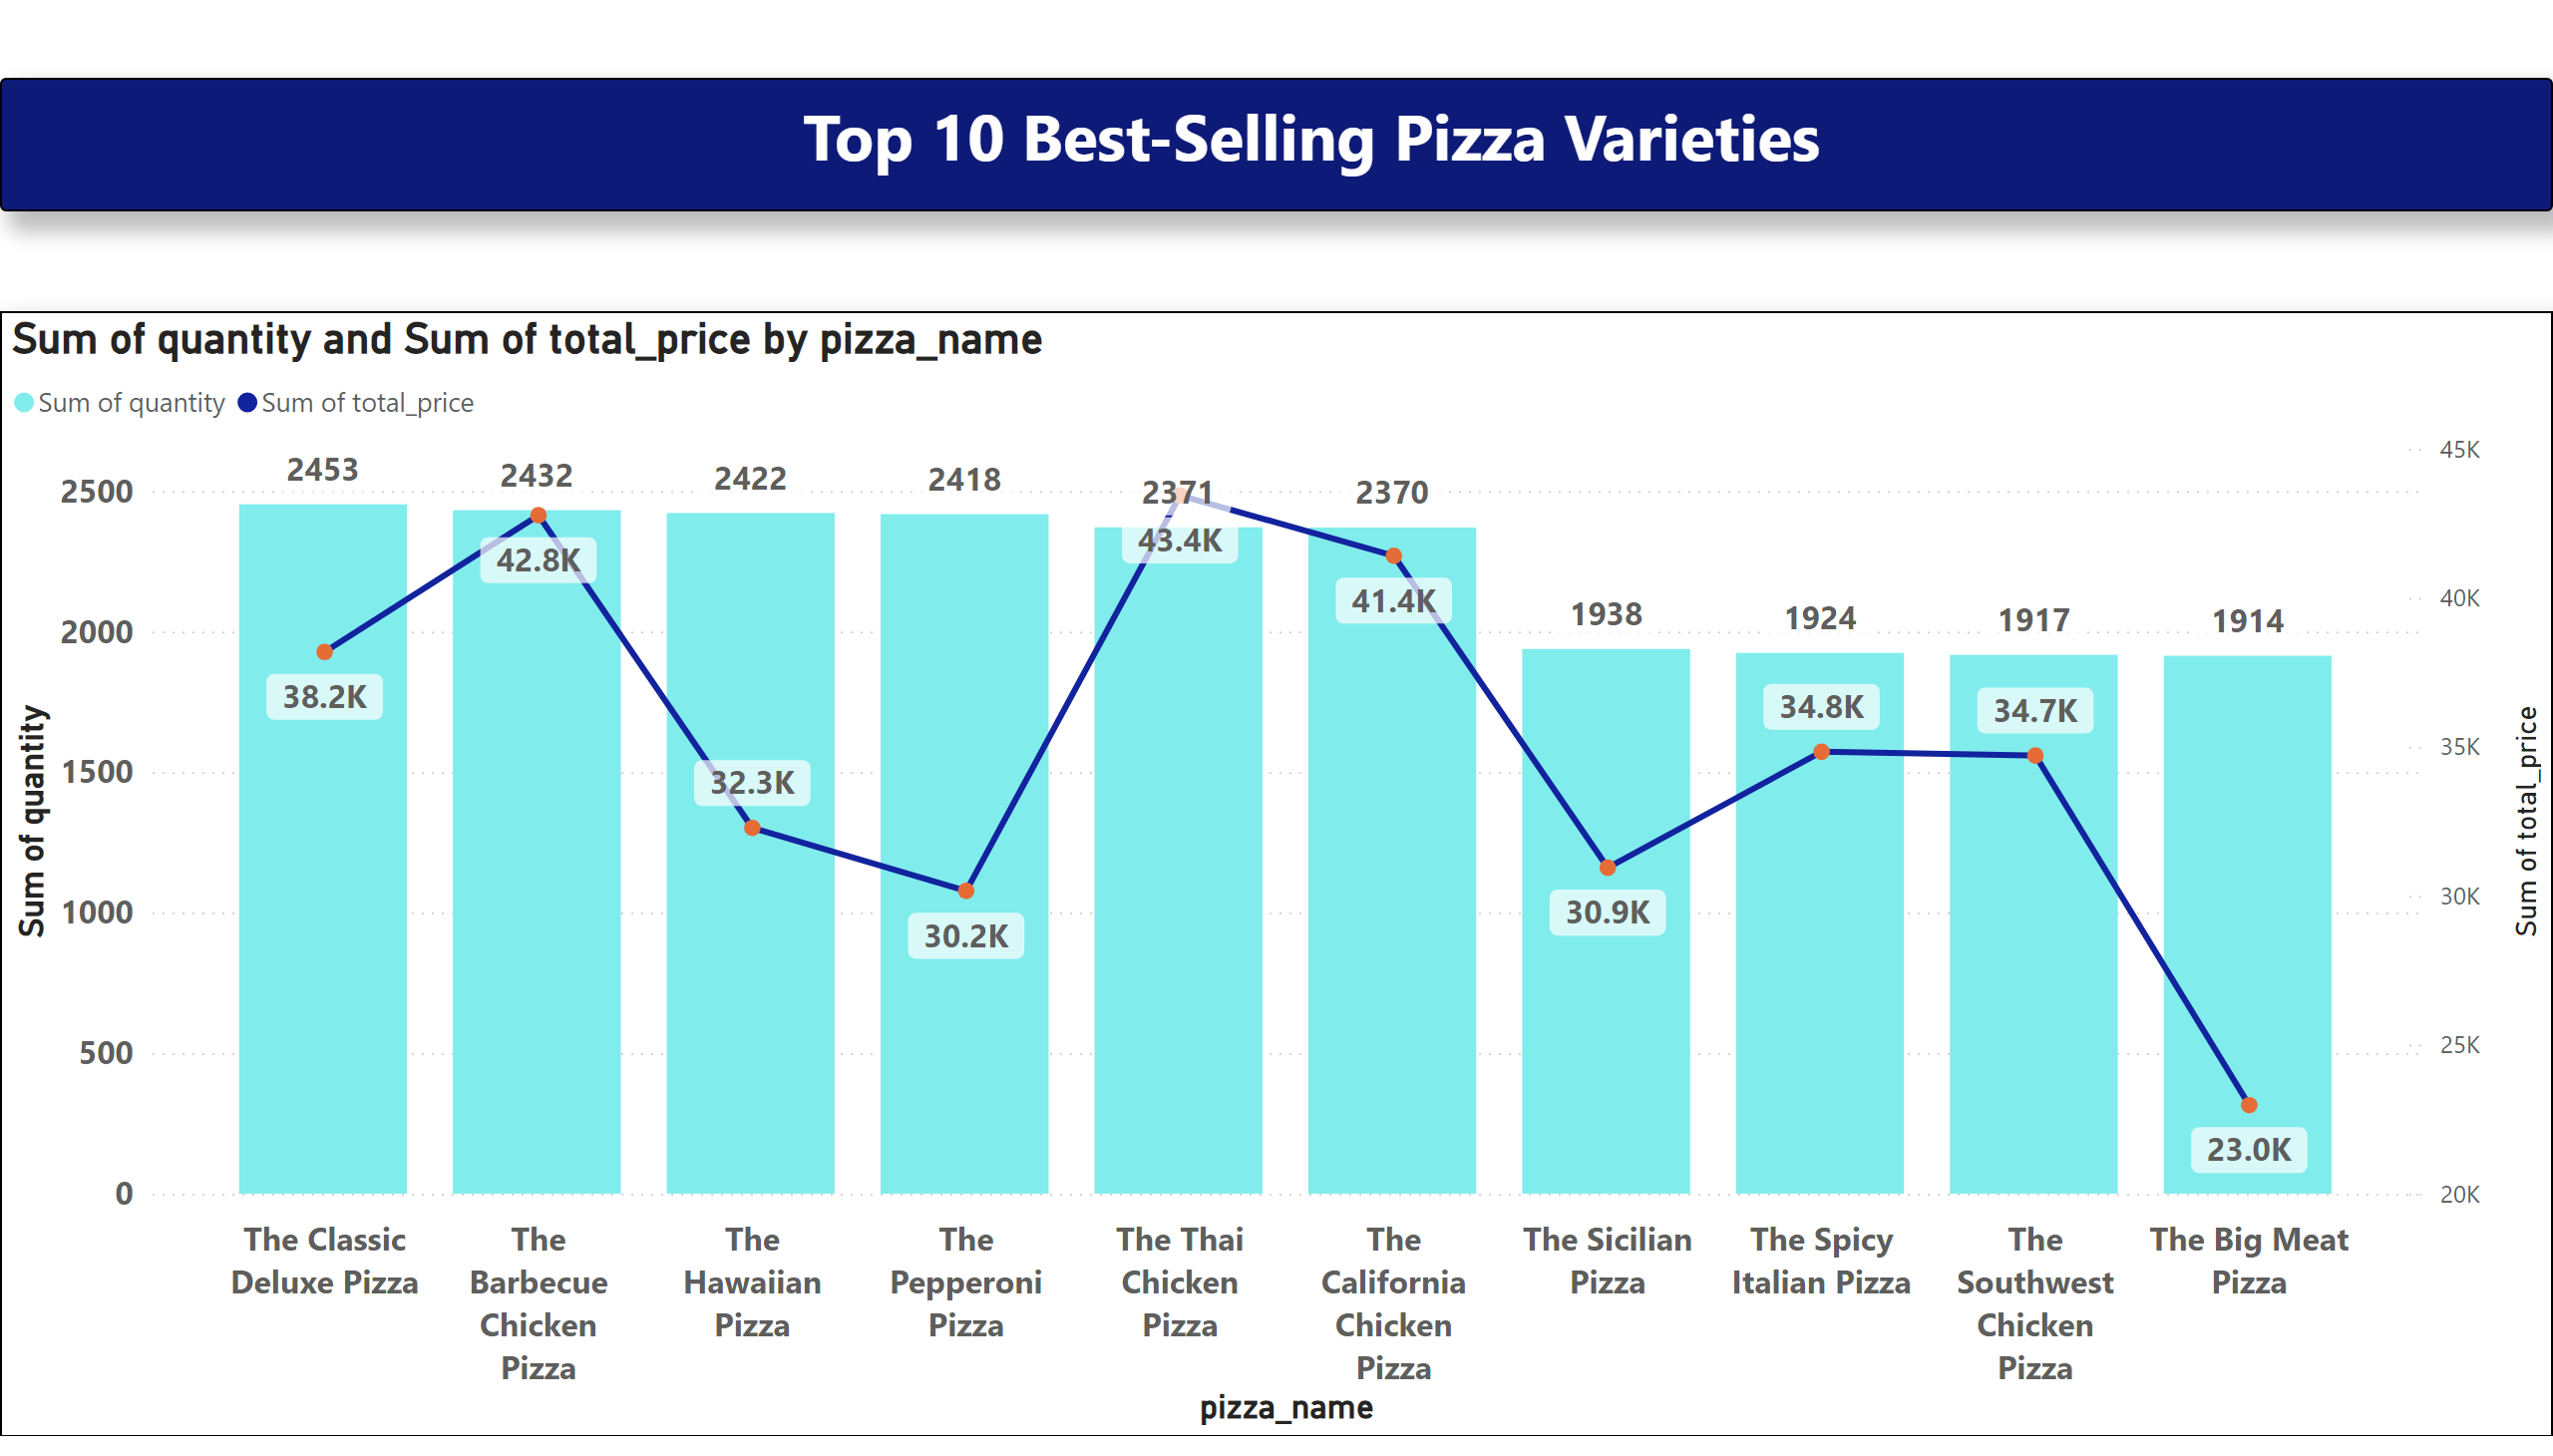 Top 10 Best-Selling Pizza Varieties
Sum of quantity and Sum of total_price by pizza_name
Sum of quantity Sum of total_price
2453 2432 2422 2418 2371 2370 1938 1924 1917 1914
38.2K 42.8K 32.3K 30.2K 43.4K 41.4K 30.9K 34.8K 34.7K 23.0K
Sum of quantity
2500
2000
1500
1000
500
0
Sum of total_price
45K
40K
35K
30K
25K
20K
The Classic
Deluxe Pizza
The
Barbecue
Chicken
Pizza
The
Hawaiian
Pizza
The
Pepperoni
Pizza
The Thai
Chicken
Pizza
The
California
Chicken
Pizza
The Sicilian
Pizza
The Spicy
Italian Pizza
The
Southwest
Chicken
Pizza
The Big Meat
Pizza
pizza_name